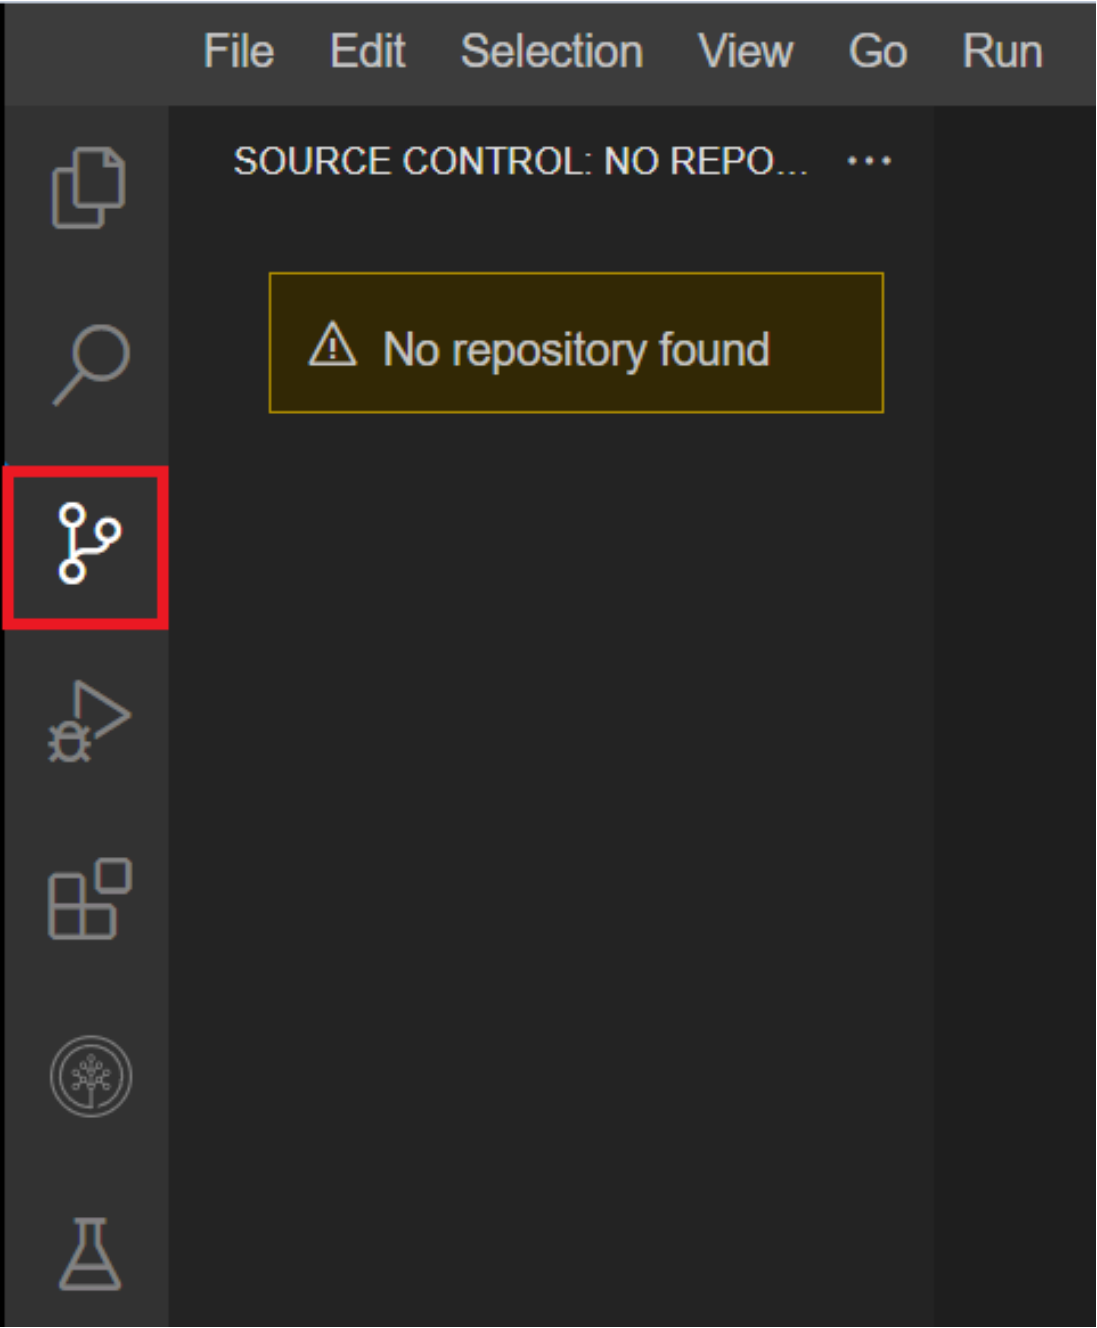 File Edit Selection View Go Run
SOURCE CONTROL: NO REPO... ···
No repository found